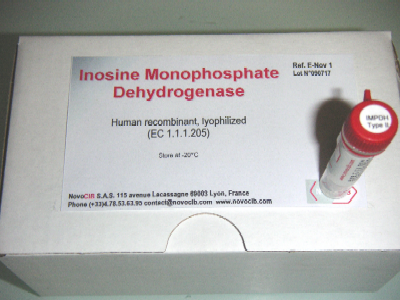 Ref. E-Nov 1
Lot N°090717
Inosine Monophosphate
Dehydrogenase
Human recombinant, lyophilized
(EC 1.1.1.205)
Store at -20°C
NovoCIB S.A.S. 115 avenue Lacassagne 69003 Lyon, France
Phone (+33)4.78.53.63.95 contact@novocib.com www.novocib.com
IMPDH
Type II